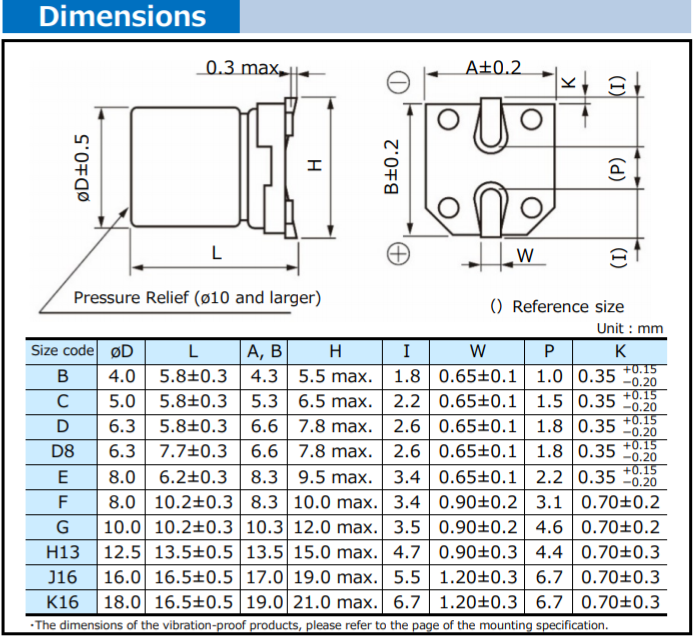 Dimensions
0.3 max.
A±0.2
K
(I)
øD±0.5
H
B±0.2
(P)
L
W
(I)
Pressure Relief (ø10 and larger)
() Reference size
Unit : mm
Size code øD L A, B H I W P K
B 4.0 5.8±0.3 4.3 5.5 max. 1.8 0.65±0.1 1.0 0.35 +0.15 −0.20
C 5.0 5.8±0.3 5.3 6.5 max. 2.2 0.65±0.1 1.5 0.35 +0.15 −0.20
D 6.3 5.8±0.3 6.6 7.8 max. 2.6 0.65±0.1 1.8 0.35 +0.15 −0.20
D8 6.3 7.7±0.3 6.6 7.8 max. 2.6 0.65±0.1 1.8 0.35 +0.15 −0.20
E 8.0 6.2±0.3 8.3 9.5 max. 3.4 0.65±0.1 2.2 0.35 +0.15 −0.20
F 8.0 10.2±0.3 8.3 10.0 max. 3.4 0.90±0.2 3.1 0.70±0.2
G 10.0 10.2±0.3 10.3 12.0 max. 3.5 0.90±0.2 4.6 0.70±0.2
H13 12.5 13.5±0.5 13.5 15.0 max. 4.7 0.90±0.3 4.4 0.70±0.3
J16 16.0 16.5±0.5 17.0 19.0 max. 5.5 1.20±0.3 6.7 0.70±0.3
K16 18.0 16.5±0.5 19.0 21.0 max. 6.7 1.20±0.3 6.7 0.70±0.3
・The dimensions of the vibration-proof products, please refer to the page of the mounting specification.